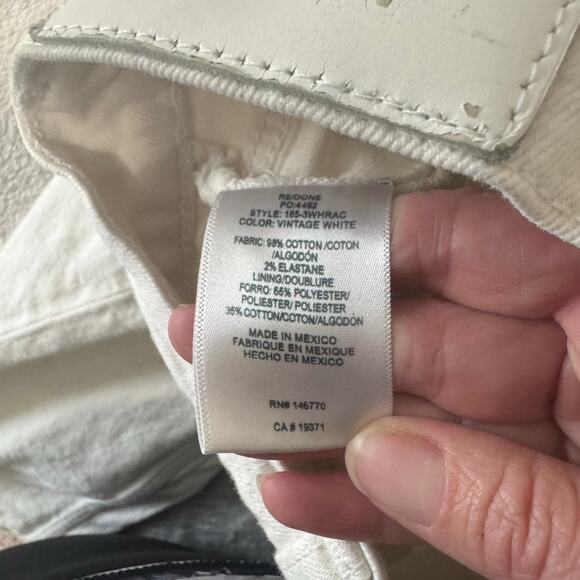 RE/DONE
PO:4492
STYLE: 185-3WHRAC
COLOR: VINTAGE WHITE
FABRIC: 98% COTTON /COTON
/ALGODÓN
2% ELASTANE
LINING/DOUBLURE
FORRO: 65% POLYESTER/
POLIESTER/ POLIESTER
35% COTTON/COTON/ALGODÓN
MADE IN MEXICO
FABRIQUE EN MEXIQUE
HECHO EN MEXICO
RN# 146770
CA # 19371